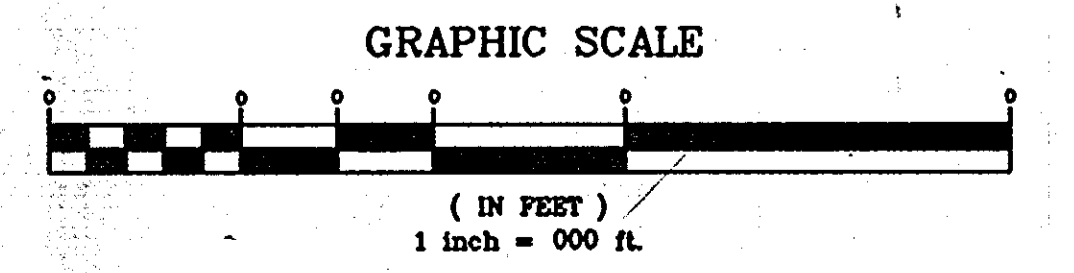 GRAPHIC SCALE
0 0 0 0 0 0
( IN FEET )
1 inch = 000 ft.